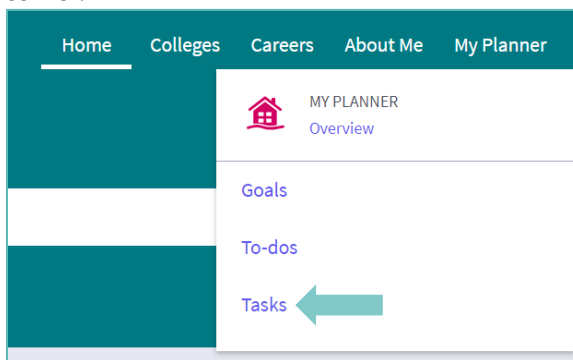 Home Colleges Careers About Me My Planner
MY PLANNER
Overview
Goals
To-dos
Tasks